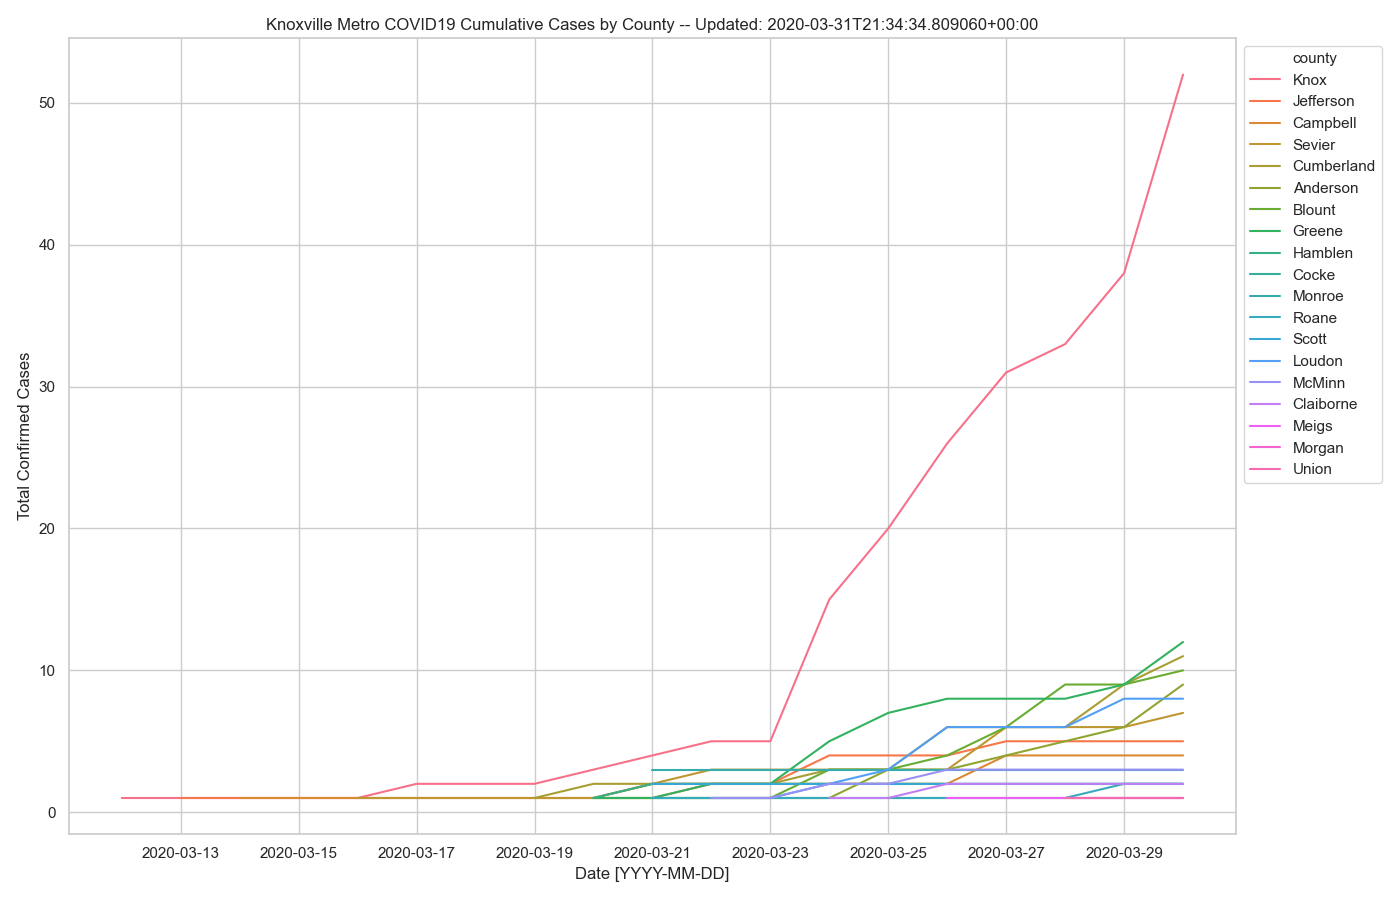 Knoxville Metro COVID19 Cumulative Cases by County -- Updated: 2020-03-31T21:34:34.809060+00:00
county
Knox
Jefferson
Campbell
Sevier
Cumberland
Anderson
Blount
Greene
Hamblen
Cocke
Monroe
Roane
Scott
Loudon
McMinn
Claiborne
Meigs
Morgan
Union
Total Confirmed Cases
50
40
30
20
10
0
2020-03-13 2020-03-15 2020-03-17 2020-03-19 2020-03-21 2020-03-23 2020-03-25 2020-03-27 2020-03-29
Date [YYYY-MM-DD]